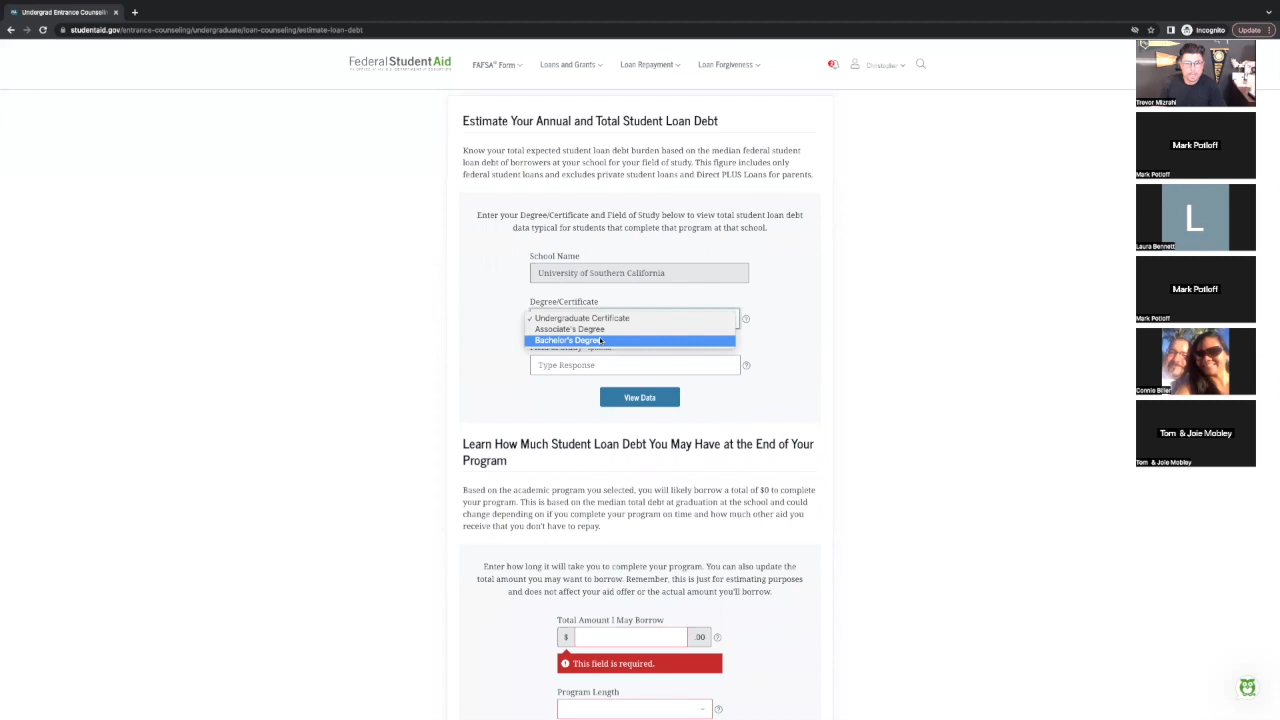 Undergrad Entrance Counselin
studentaid.gov/entrance-counseling/undergraduate/loan-counseling/estimate-loan-debt
Incognito
Update
Federal Student Aid
FAFSA® Form
Loans and Grants
Loan Repayment
Loan Forgiveness
2
Christopher
Estimate Your Annual and Total Student Loan Debt
Know your total expected student loan debt burden based on the median federal student
loan debt of borrowers at your school for your field of study. This figure includes only
federal student loans and excludes private student loans and Direct PLUS Loans for parents.
Enter your Degree/Certificate and Field of Study below to view total student loan debt
data typical for students that complete that program at that school.
School Name
University of Southern California
Degree/Certificate
✓ Undergraduate Certificate
Associate's Degree
Bachelor's Degree
Type Response
View Data
Learn How Much Student Loan Debt You May Have at the End of Your
Program
Based on the academic program you selected, you will likely borrow a total of $0 to complete
your program. This is based on the median total debt at graduation at the school and could
change depending on if you complete your program on time and how much other aid you
receive that you don't have to repay.
Enter how long it will take you to complete your program. You can also update the
total amount you may want to borrow. Remember, this is just for estimating purposes
and does not affect your aid offer or the actual amount you'll borrow.
Total Amount I May Borrow
$
.00
This field is required.
Program Length
Trevor Mizrahi
Mark Potloff
Mark Potloff
L
Laura Bennett
Mark Potloff
Mark Potloff
Connie Biller
Tom & Joie Mobley
Tom & Joie Mobley